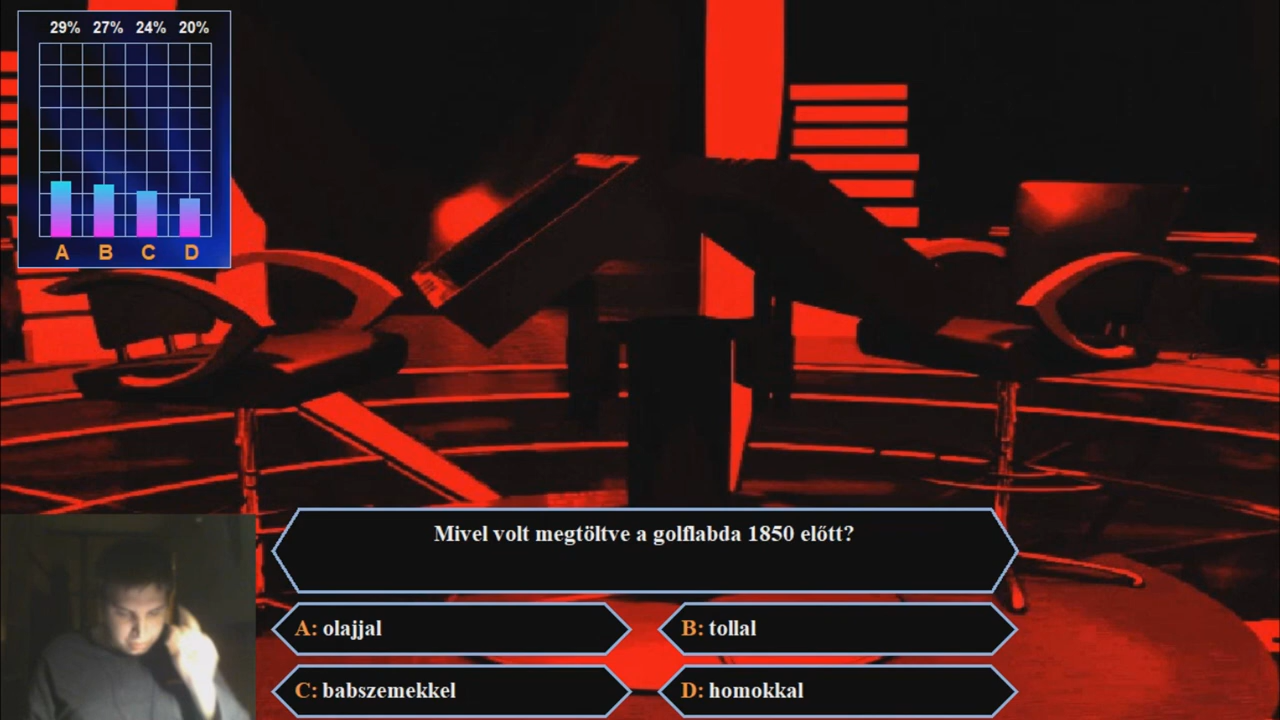 29% 27% 24% 20%
A B C D
Mivel volt megtöltve a golflabda 1850 előtt?
A: olajjal
B: tollal
C: babszemekkel
D: homokkal